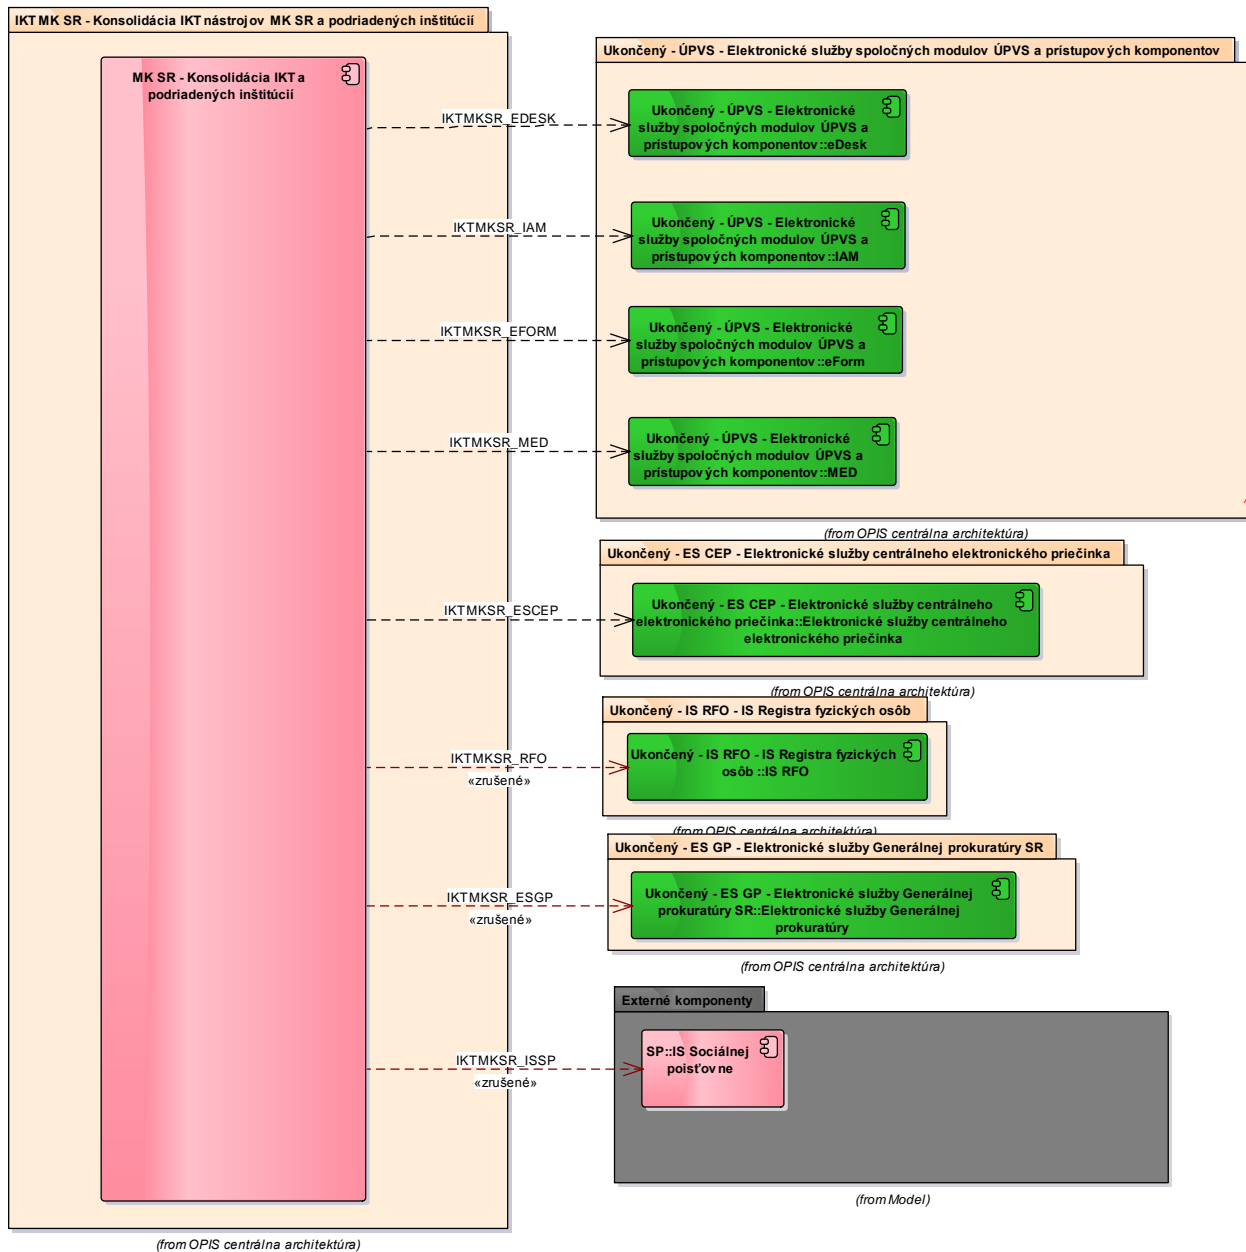 IKT MK SR - Konsolidácia IKT nástrojov MK SR a podriadených inštitúcií
MK SR - Konsolidácia IKT a
podriadených inštitúcií
(from OPIS centrálna architektúra)
IKTMKSR_EDESK
IKTMKSR_IAM
IKTMKSR_EFORM
IKTMKSR_MED
IKTMKSR_ESCEP
IKTMKSR_RFO
«zrušené»
IKTMKSR_ESGP
«zrušené»
IKTMKSR_ISSP
«zrušené»
Ukončený - ÚPVS - Elektronické služby spoločných modulov ÚPVS a prístupových komponentov
Ukončený - ÚPVS - Elektronické
služby spoločných modulov ÚPVS a
prístupových komponentov::eDesk
Ukončený - ÚPVS - Elektronické
služby spoločných modulov ÚPVS a
prístupových komponentov::IAM
Ukončený - ÚPVS - Elektronické
služby spoločných modulov ÚPVS a
prístupových komponentov::eForm
Ukončený - ÚPVS - Elektronické
služby spoločných modulov ÚPVS a
prístupových komponentov::MED
(from OPIS centrálna architektúra)
Ukončený - ES CEP - Elektronické služby centrálneho elektronického priečinka
Ukončený - ES CEP - Elektronické služby centrálneho
elektronického priečinka::Elektronické služby centrálneho
elektronického priečinka
(from OPIS centrálna architektúra)
Ukončený - IS RFO - IS Registra fyzických osôb
Ukončený - IS RFO - IS Registra fyzických
osôb ::IS RFO
(from OPIS centrálna architektúra)
Ukončený - ES GP - Elektronické služby Generálnej prokuratúry SR
Ukončený - ES GP - Elektronické služby Generálnej
prokuratúry SR::Elektronické služby Generálnej
prokuratúry
(from OPIS centrálna architektúra)
Externé komponenty
SP::IS Sociálnej
poisťovne
(from Model)